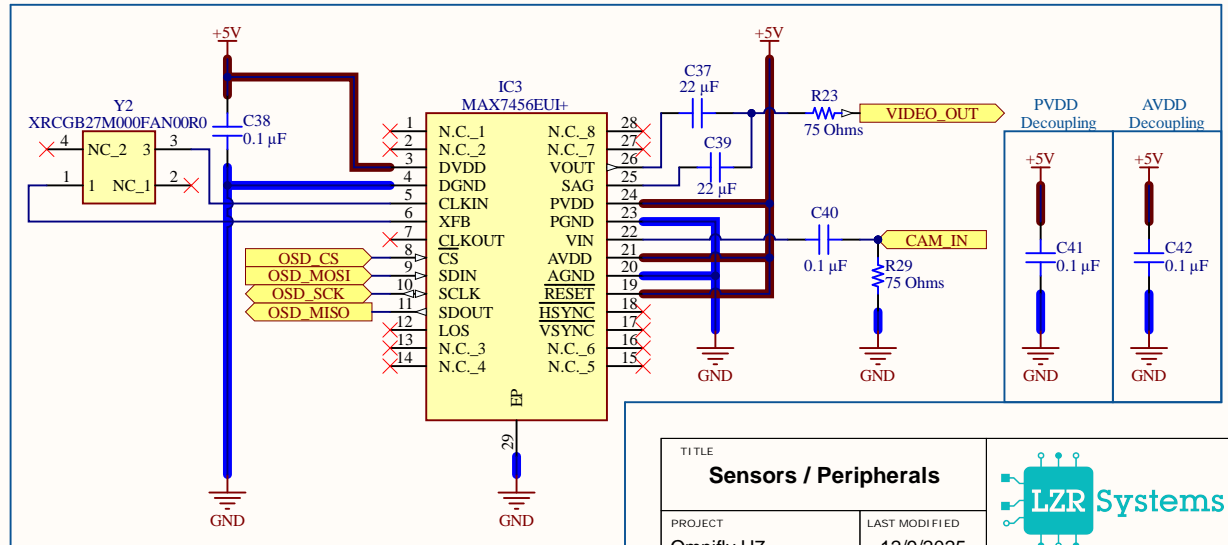 +5V
+5V
Y2
XRCGB27M000FAN00R0
4 NC_2 3 3
1 1 NC_1 2
C38
0.1 µF
GND
IC3
MAX7456EUI+
1 N.C._1
2 N.C._2
3 DVDD
4 DGND
5 CLKIN
6 XFB
7 CLKOUT
8 CS
9 SDIN
10 SCLK
11 SDOUT
12 LOS
13 N.C._3
14 N.C._4
N.C._8 28
N.C._7 27
VOUT 26
SAG 25
PVDD 24
PGND 23
VIN 22
AVDD 21
AGND 20
RESET 19
HSYNC 18
VSYNC 17
N.C._6 16
N.C._5 15
EP
29
GND
OSD_CS
OSD_MOSI
OSD_SCK
OSD_MISO
C37
22 µF
C39
22 µF
R23
75 Ohms
VIDEO_OUT
C40
0.1 µF
CAM_IN
R29
75 Ohms
GND
GND
PVDD
Decoupling
+5V
C41
0.1 µF
GND
AVDD
Decoupling
+5V
C42
0.1 µF
GND
TITLE
Sensors / Peripherals
PROJECT
LAST MODIFIED
12/9/2025
LZR Systems